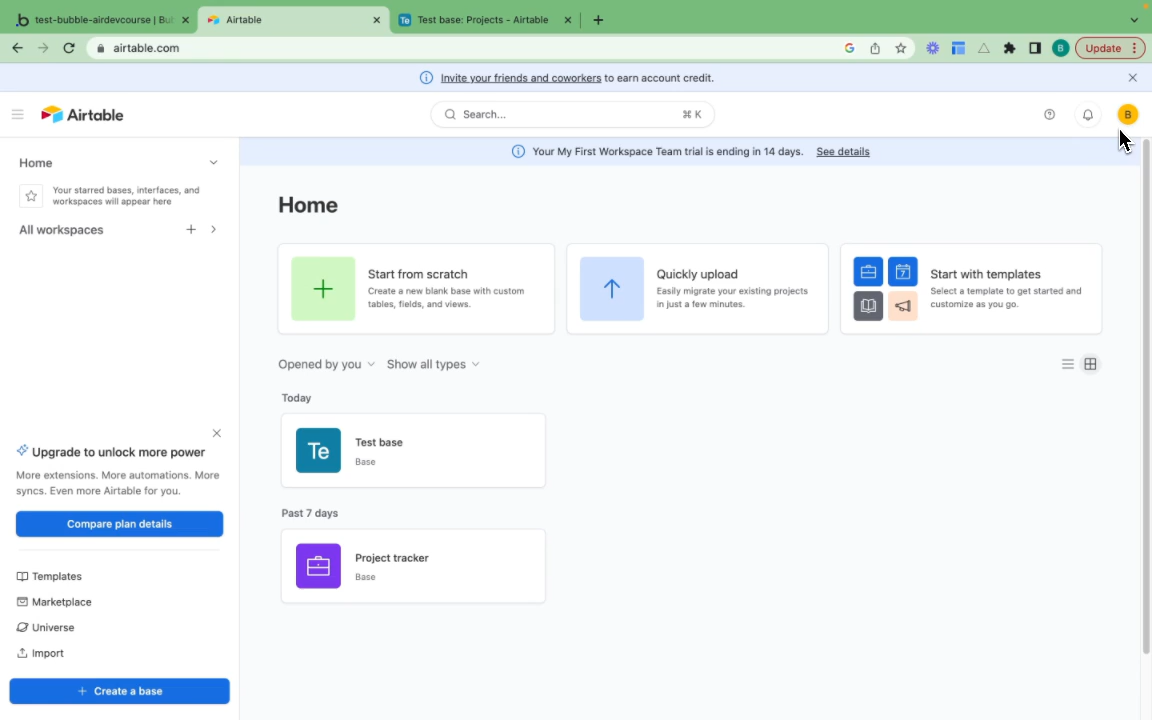 test-bubble-airdevcourse | Bu
Airtable
Te Test base: Projects - Airtable
airtable.com
G
B
Update
Invite your friends and coworkers to earn account credit.
Airtable
Search...
⌘ K
B
Home
Your starred bases, interfaces, and
workspaces will appear here
All workspaces
Your My First Workspace Team trial is ending in 14 days. See details
Home
Start from scratch
Create a new blank base with custom
tables, fields, and views.
Quickly upload
Easily migrate your existing projects
in just a few minutes.
7
Start with templates
Select a template to get started and
customize as you go.
Opened by you
Show all types
Today
Te
Test base
Base
Past 7 days
Project tracker
Base
Upgrade to unlock more power
More extensions. More automations. More
syncs. Even more Airtable for you.
Compare plan details
Templates
Marketplace
Universe
Import
+ Create a base